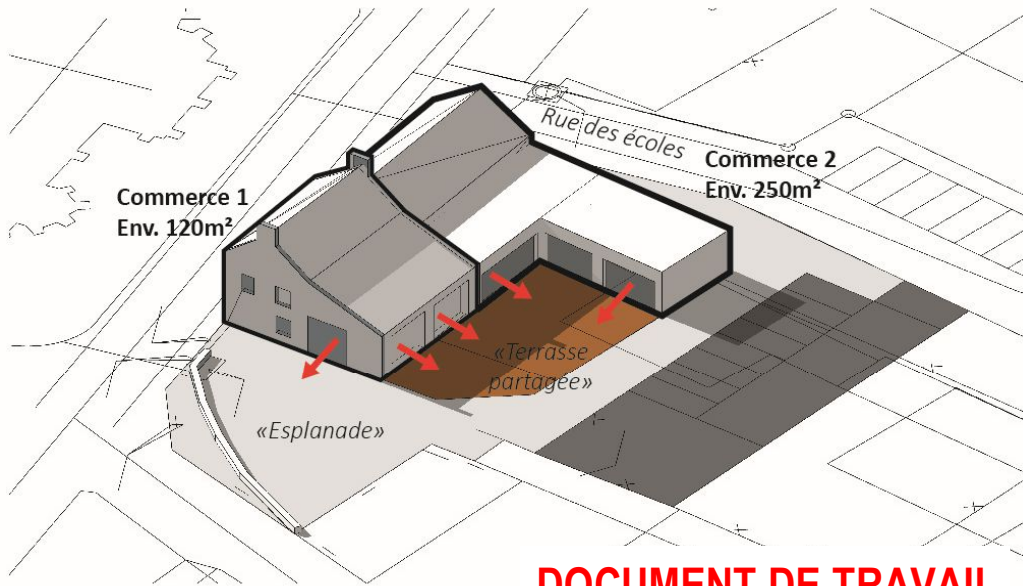 Rue des écoles
Commerce 2
Env. 250m²
Commerce 1
Env. 120m²
«Terrasse
partagée»
«Esplanade»
DOCUMENT DE TRAVAIL